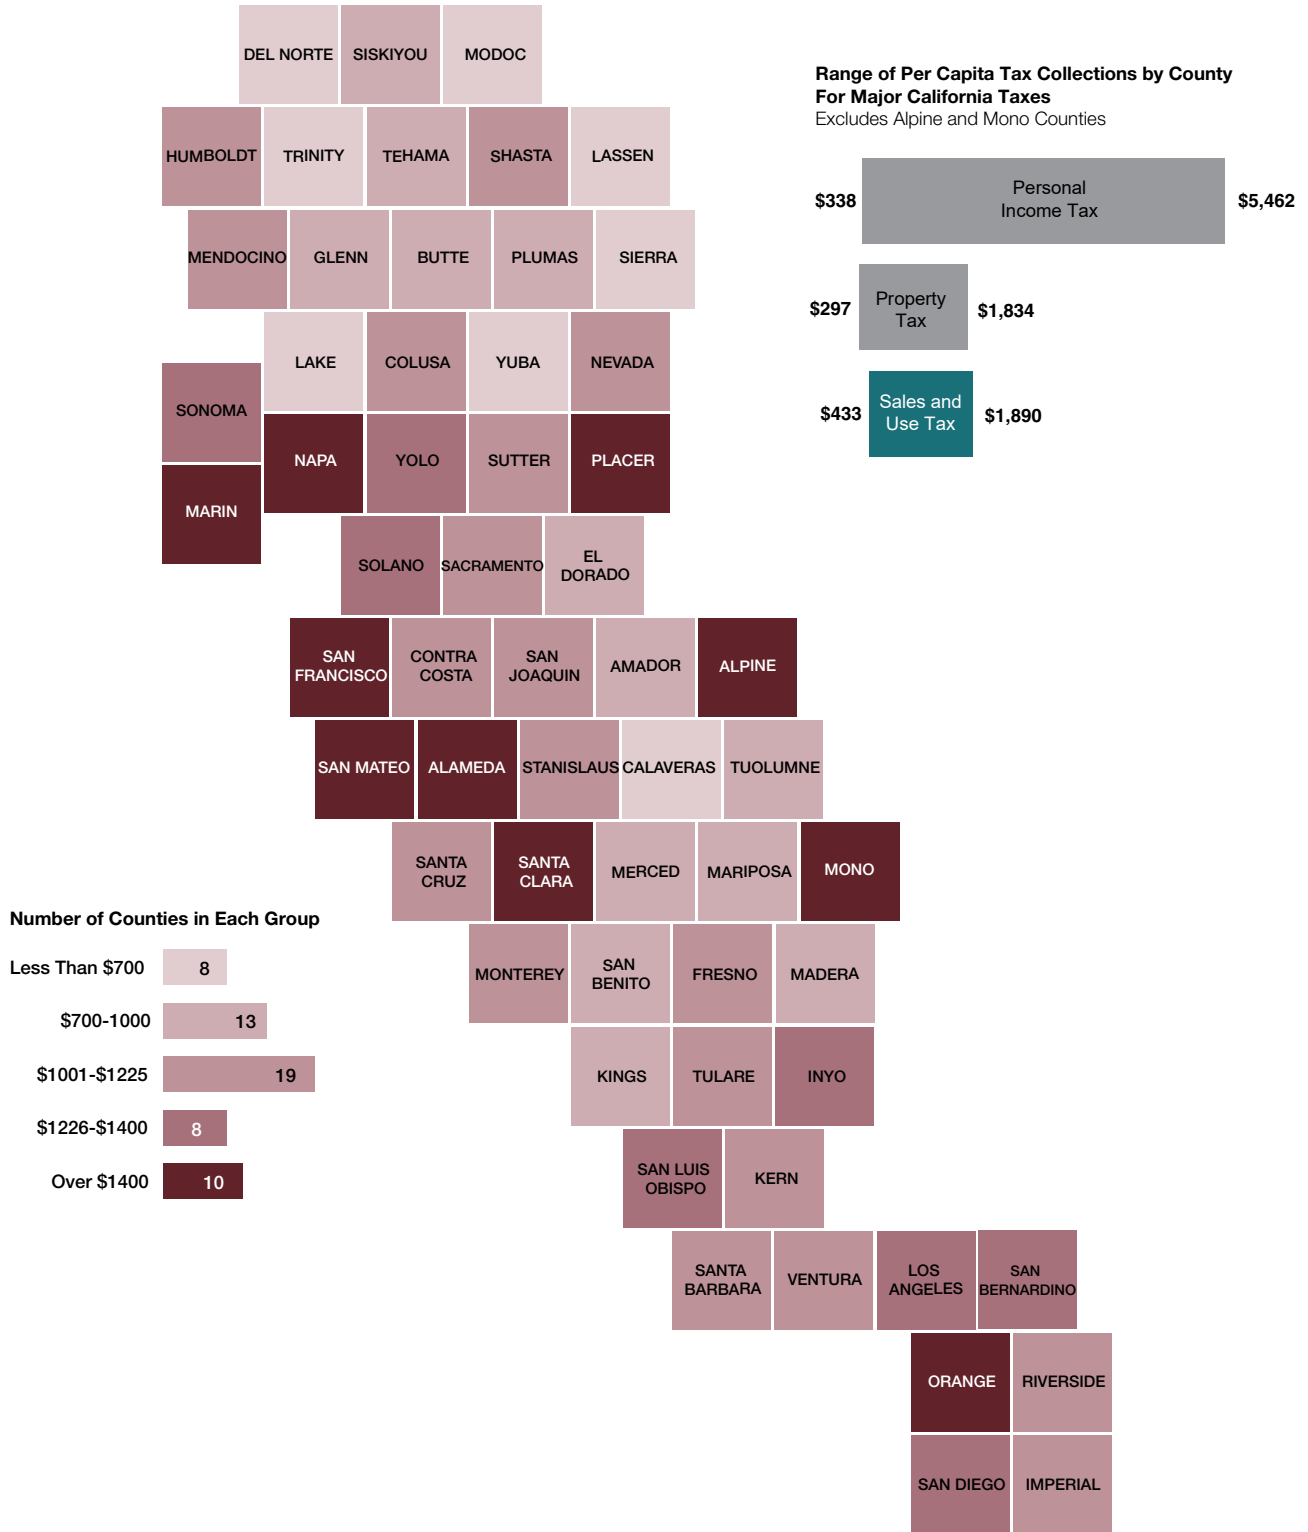 DEL NORTE
SISKIYOU
MODOC
Range of Per Capita Tax Collections by County
For Major California Taxes
Excludes Alpine and Mono Counties
HUMBOLDT
TRINITY
TEHAMA
SHASTA
LASSEN
$338
Personal
Income Tax
$5,462
MENDOCINO
GLENN
BUTTE
PLUMAS
SIERRA
$297
Property
Tax
$1,834
LAKE
COLUSA
YUBA
NEVADA
$433
Sales and
Use Tax
$1,890
SONOMA
NAPA
YOLO
SUTTER
PLACER
MARIN
SOLANO
SACRAMENTO
EL
DORADO
SAN
FRANCISCO
CONTRA
COSTA
SAN
JOAQUIN
AMADOR
ALPINE
SAN MATEO
ALAMEDA
STANISLAUS
CALAVERAS
TUOLUMNE
SANTA
CRUZ
SANTA
CLARA
MERCED
MARIPOSA
MONO
Number of Counties in Each Group
Less Than $700
8
$700-1000
13
$1001-$1225
19
$1226-$1400
8
Over $1400
10
MONTEREY
SAN
BENITO
FRESNO
MADERA
KINGS
TULARE
INYO
SAN LUIS
OBISPO
KERN
SANTA
BARBARA
VENTURA
LOS
ANGELES
SAN
BERNARDINO
ORANGE
RIVERSIDE
SAN DIEGO
IMPERIAL